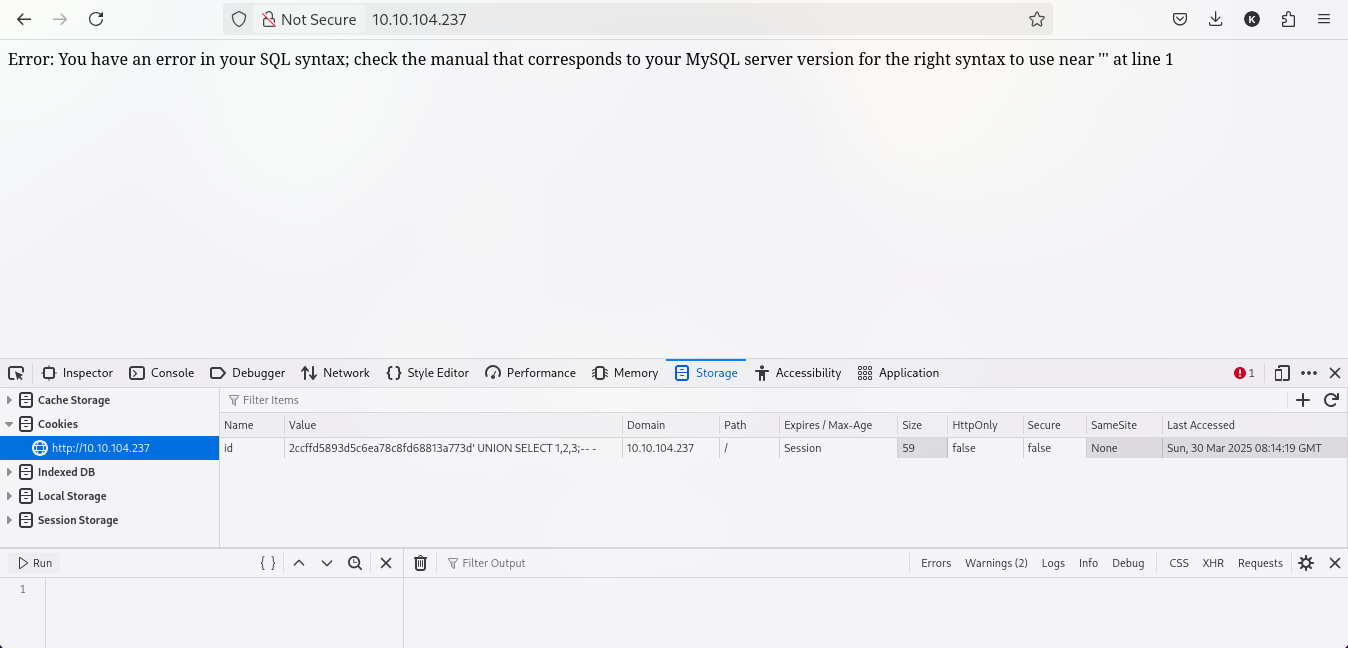 Not Secure 10.10.104.237
Error: You have an error in your SQL syntax; check the manual that corresponds to your MySQL server version for the right syntax to use near ''' at line 1
Inspector Console Debugger Network Style Editor Performance Memory Storage Accessibility Application 1
Cache Storage
Filter Items
Cookies
Name Value Domain Path Expires / Max-Age Size HttpOnly Secure SameSite Last Accessed
http://10.10.104.237
id 2ccffd5893d5c6ea78c8fd68813a773d' UNION SELECT 1,2,3;-- - 10.10.104.237 / Session 59 false false None Sun, 30 Mar 2025 08:14:19 GMT
Indexed DB
Local Storage
Session Storage
Run { } Filter Output Errors Warnings (2) Logs Info Debug CSS XHR Requests
1